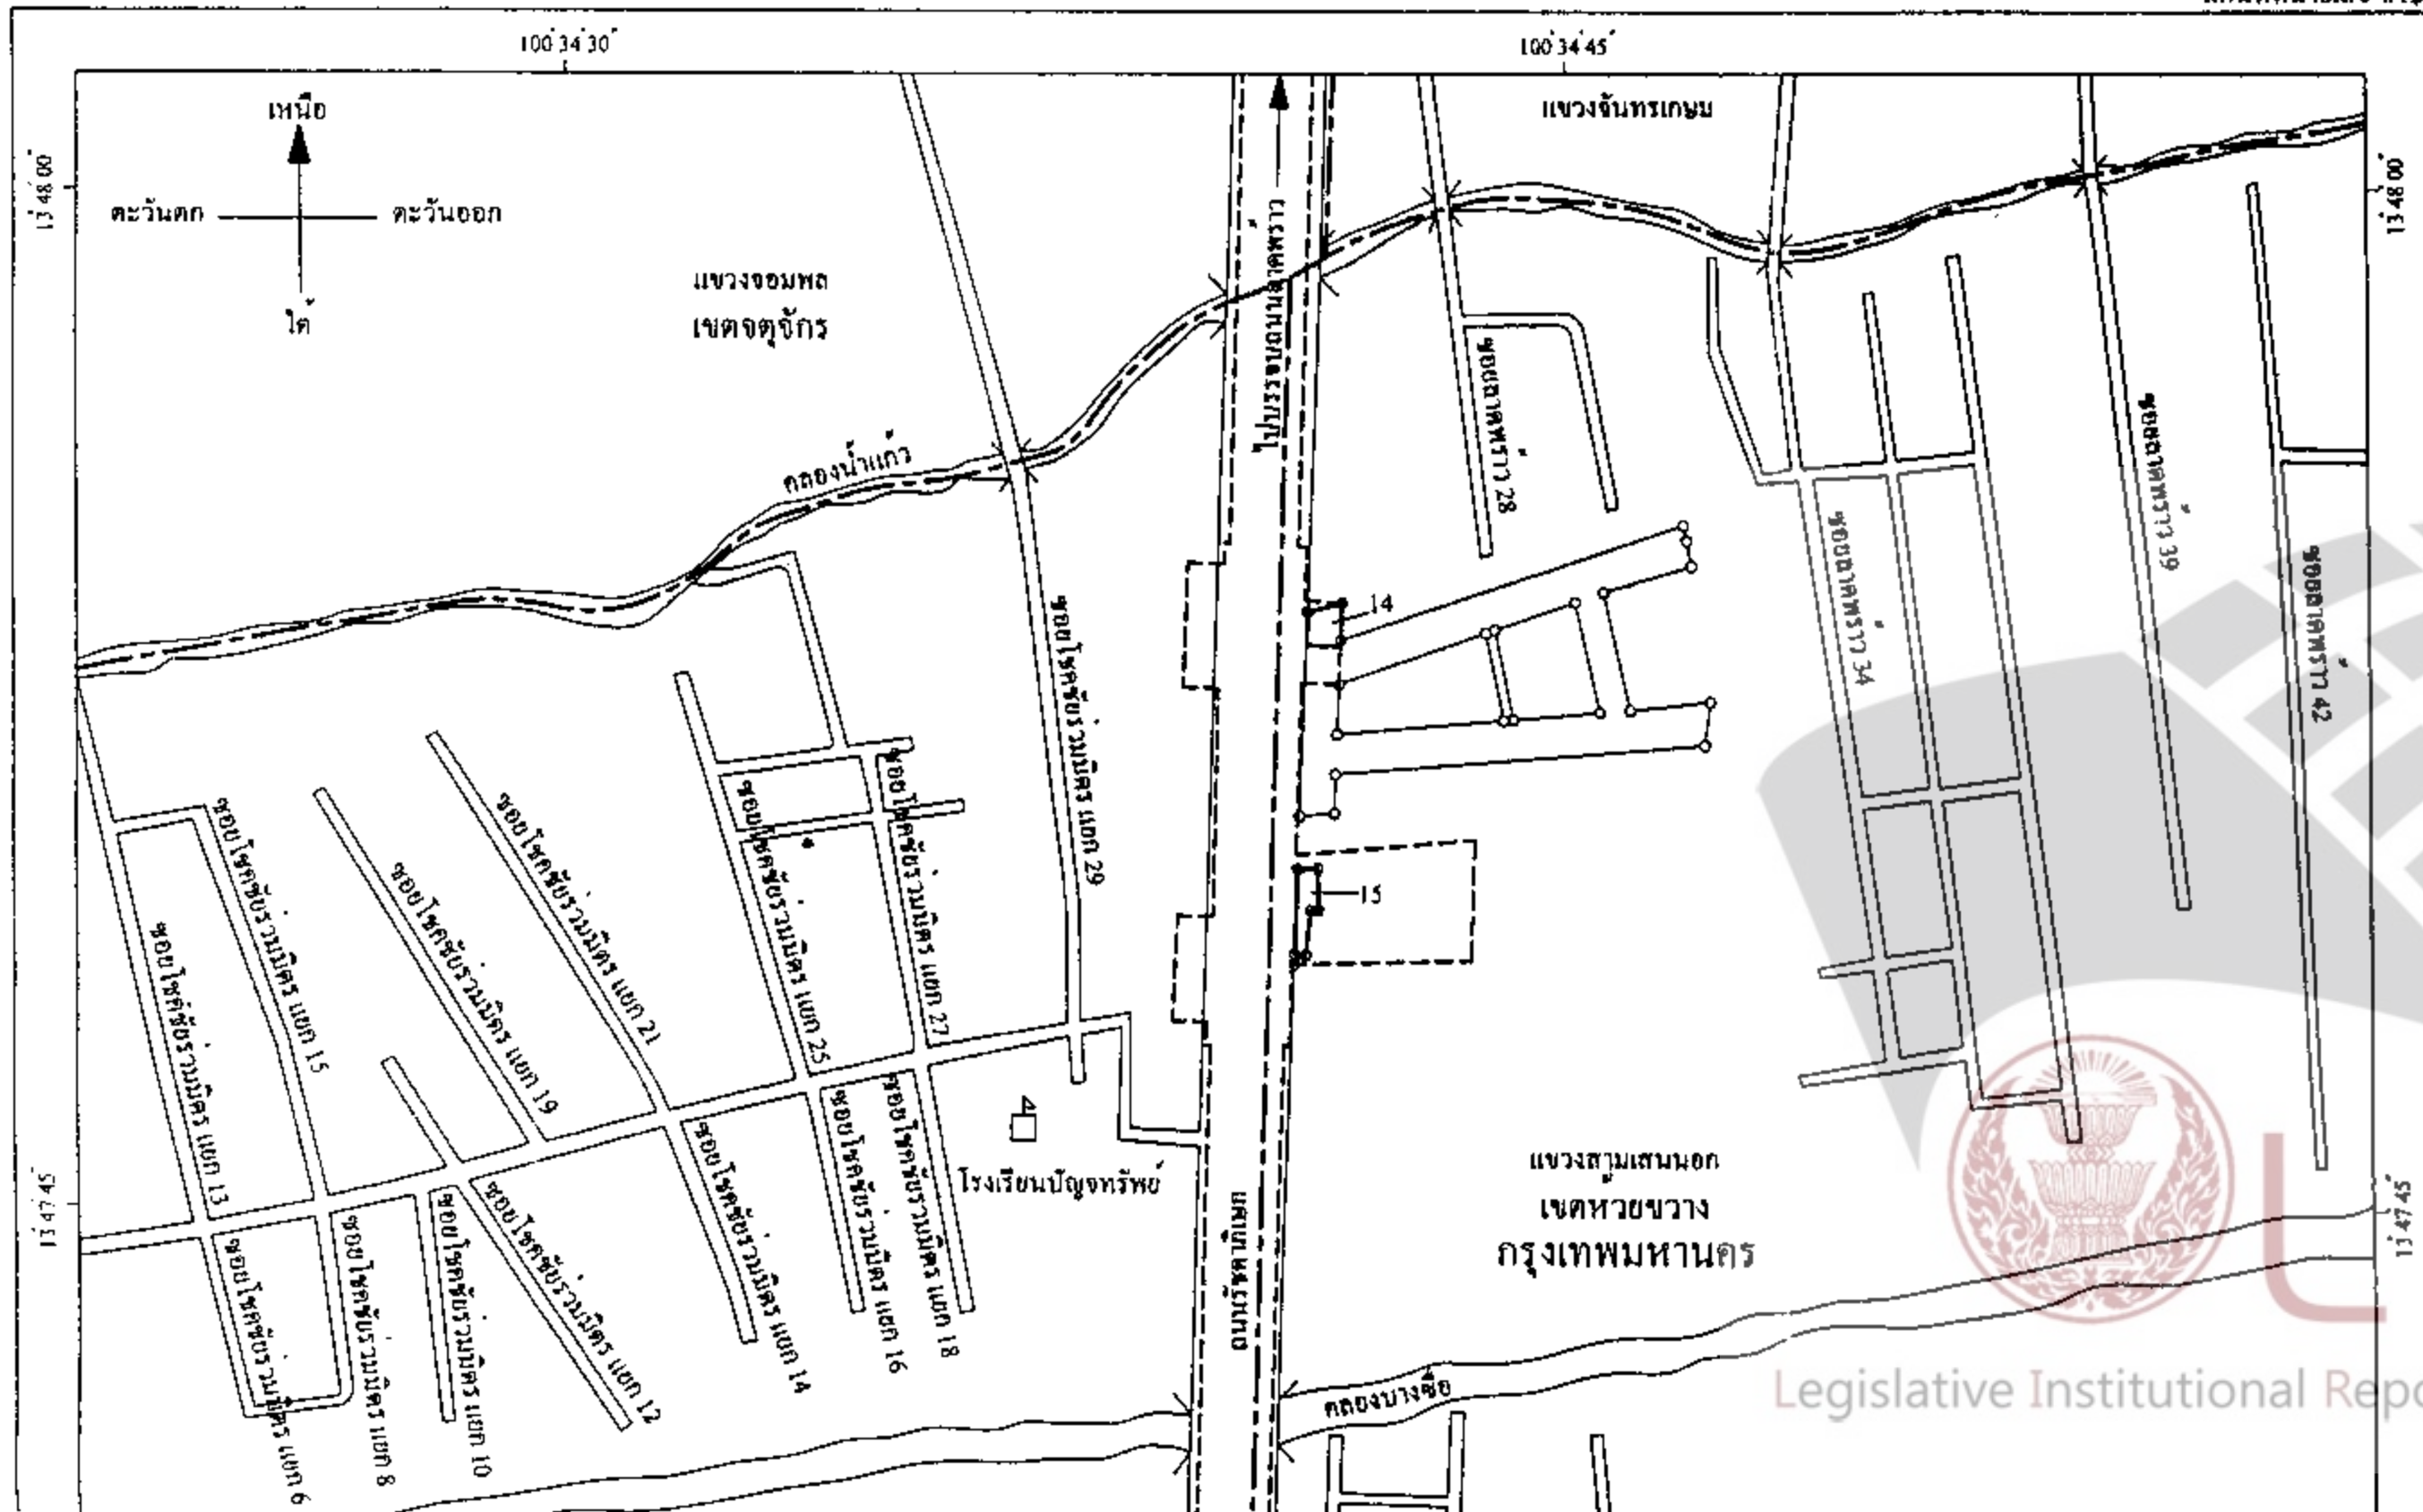 100°34'30"
100°34'45"
เหนือ
แขวงจันทรเกษม
13°48'00"
13°48'00"
ตะวันตก
ตะวันออก
ใต้
แขวงจอมพล
เขตจตุจักร
ไปบรรจบถนนลาดพร้าว
ซอยลาดพร้าว 28
ซอยลาดพร้าว 39
คลองน้ำแก้ว
ซอยลาดพร้าว 34
ซอยลาดพร้าว 42
14
ซอยโชคชัยร่วมมิตร แยก 29
ซอยโชคชัยร่วมมิตร แยก 27
ซอยโชคชัยร่วมมิตร แยก 25
ซอยโชคชัยร่วมมิตร แยก 21
ซอยโชคชัยร่วมมิตร แยก 19
ซอยโชคชัยร่วมมิตร แยก 15
ซอยโชคชัยร่วมมิตร แยก 13
15
โรงเรียนปัญจทรัพย์
แขวงสามเสนนอก
เขตห้วยขวาง
กรุงเทพมหานคร
13°47'45"
13°47'45"
ถนนรัชดาภิเษก
ซอยโชคชัยร่วมมิตร แยก 6
ซอยโชคชัยร่วมมิตร แยก 8
ซอยโชคชัยร่วมมิตร แยก 10
ซอยโชคชัยร่วมมิตร แยก 12
ซอยโชคชัยร่วมมิตร แยก 14
ซอยโชคชัยร่วมมิตร แยก 16
ซอยโชคชัยร่วมมิตร แยก 18
คลองบางซื่อ
Legislative Institutional Repo